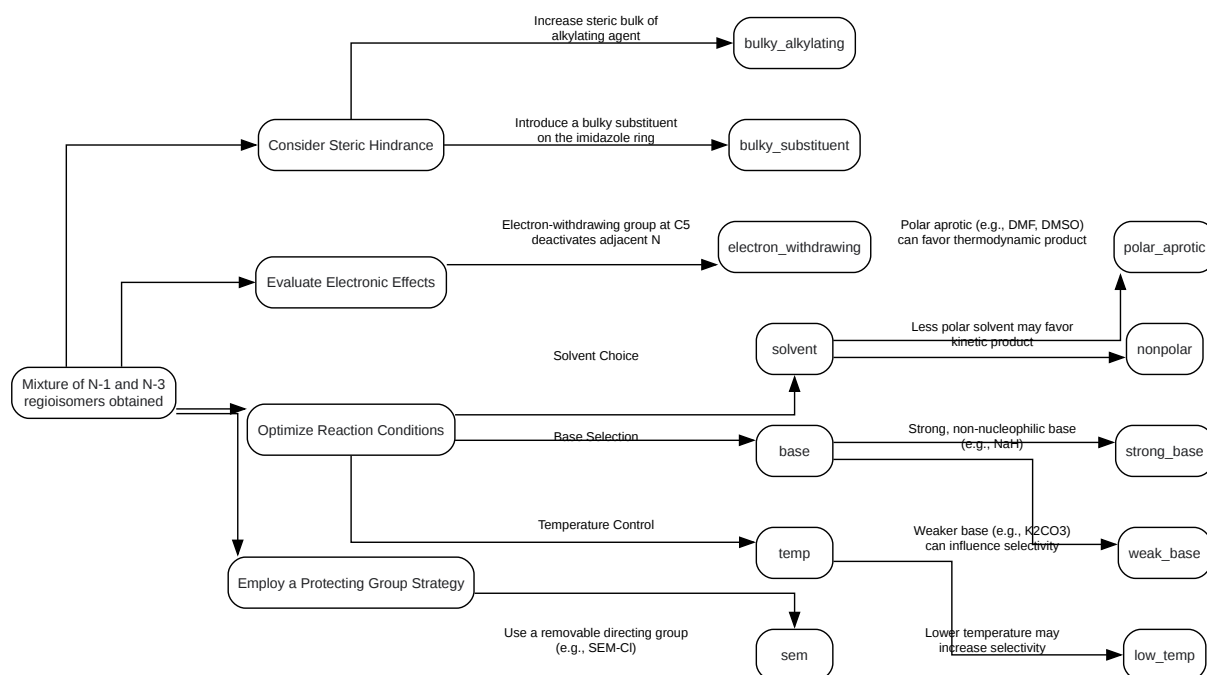 Increase steric bulk of
alkylating agent
bulky_alkylating
Introduce a bulky substituent
on the imidazole ring
Consider Steric Hindrance
bulky_substituent
Electron-withdrawing group at C5
deactivates adjacent N
electron_withdrawing
Polar aprotic (e.g., DMF, DMSO)
can favor thermodynamic product
polar_aprotic
Evaluate Electronic Effects
Less polar solvent may favor
kinetic product
Solvent Choice
solvent
nonpolar
Mixture of N-1 and N-3
regioisomers obtained
Optimize Reaction Conditions
Base Selection
base
Strong, non-nucleophilic base
(e.g., NaH)
strong_base
Temperature Control
temp
Weaker base (e.g., K2CO3)
can influence selectivity
weak_base
Employ a Protecting Group Strategy
Use a removable directing group
(e.g., SEM-Cl)
sem
Lower temperature may
increase selectivity
low_temp